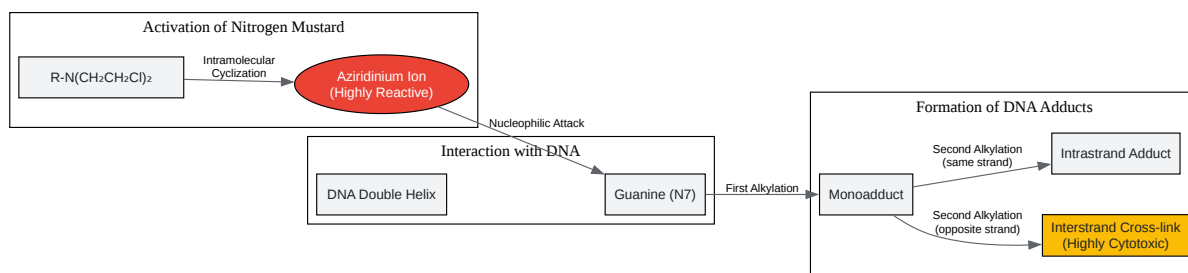 Activation of Nitrogen Mustard
R-N(CH₂CH₂Cl)₂
Intramolecular
Cyclization
Aziridinium Ion
(Highly Reactive)
Nucleophilic Attack
Interaction with DNA
DNA Double Helix
Guanine (N7)
First Alkylation
Formation of DNA Adducts
Monoadduct
Second Alkylation
(same strand)
Intrastrand Adduct
Second Alkylation
(opposite strand)
Interstrand Cross-link
(Highly Cytotoxic)